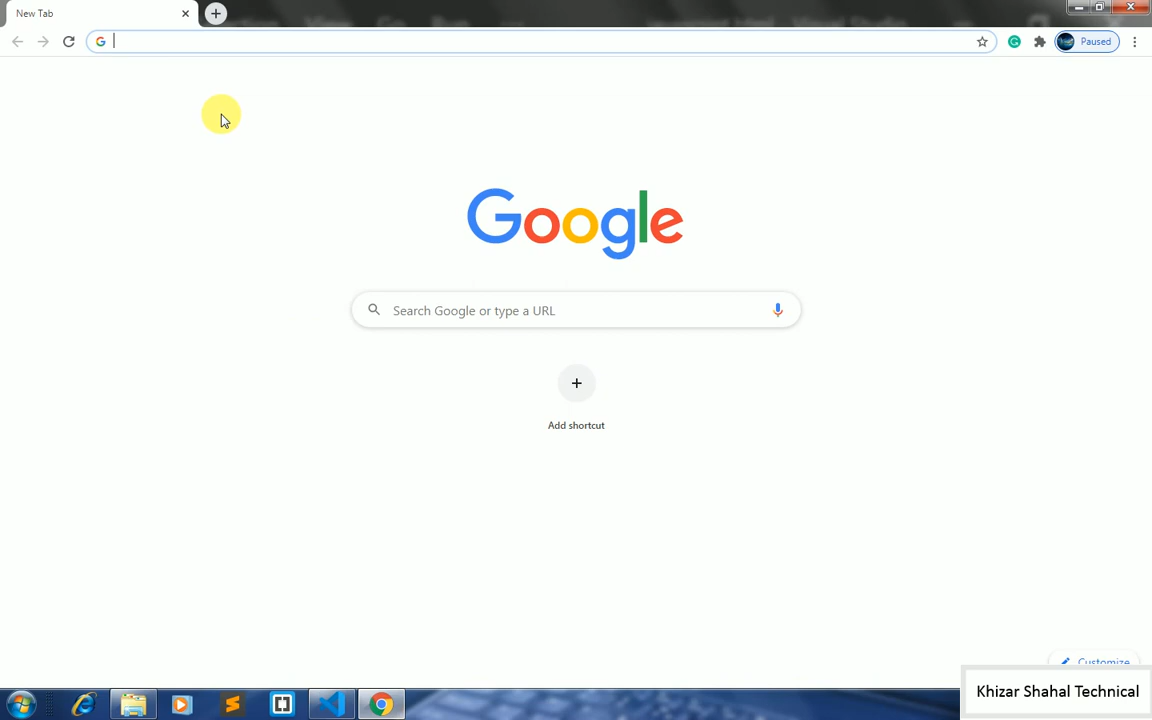 New Tab
Paused
Google
Search Google or type a URL
Add shortcut
Customize
Khizar Shahal Technical